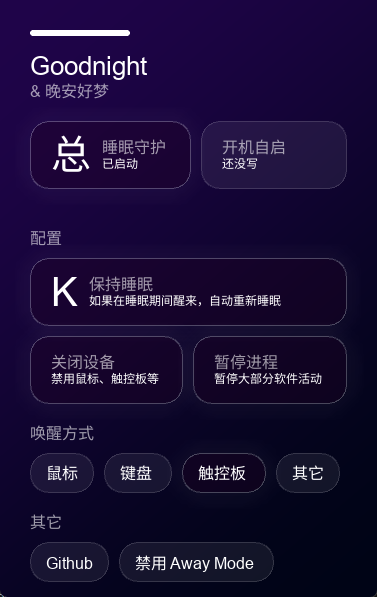 Goodnight
& 晚安好梦
总 睡眠守护 开机自启
已启动 还没写
配置
K 保持睡眠
如果在睡眠期间醒来，自动重新睡眠
关闭设备 暂停进程
禁用鼠标、触控板等 暂停大部分软件活动
唤醒方式
鼠标 键盘 触控板 其它
其它
Github 禁用 Away Mode